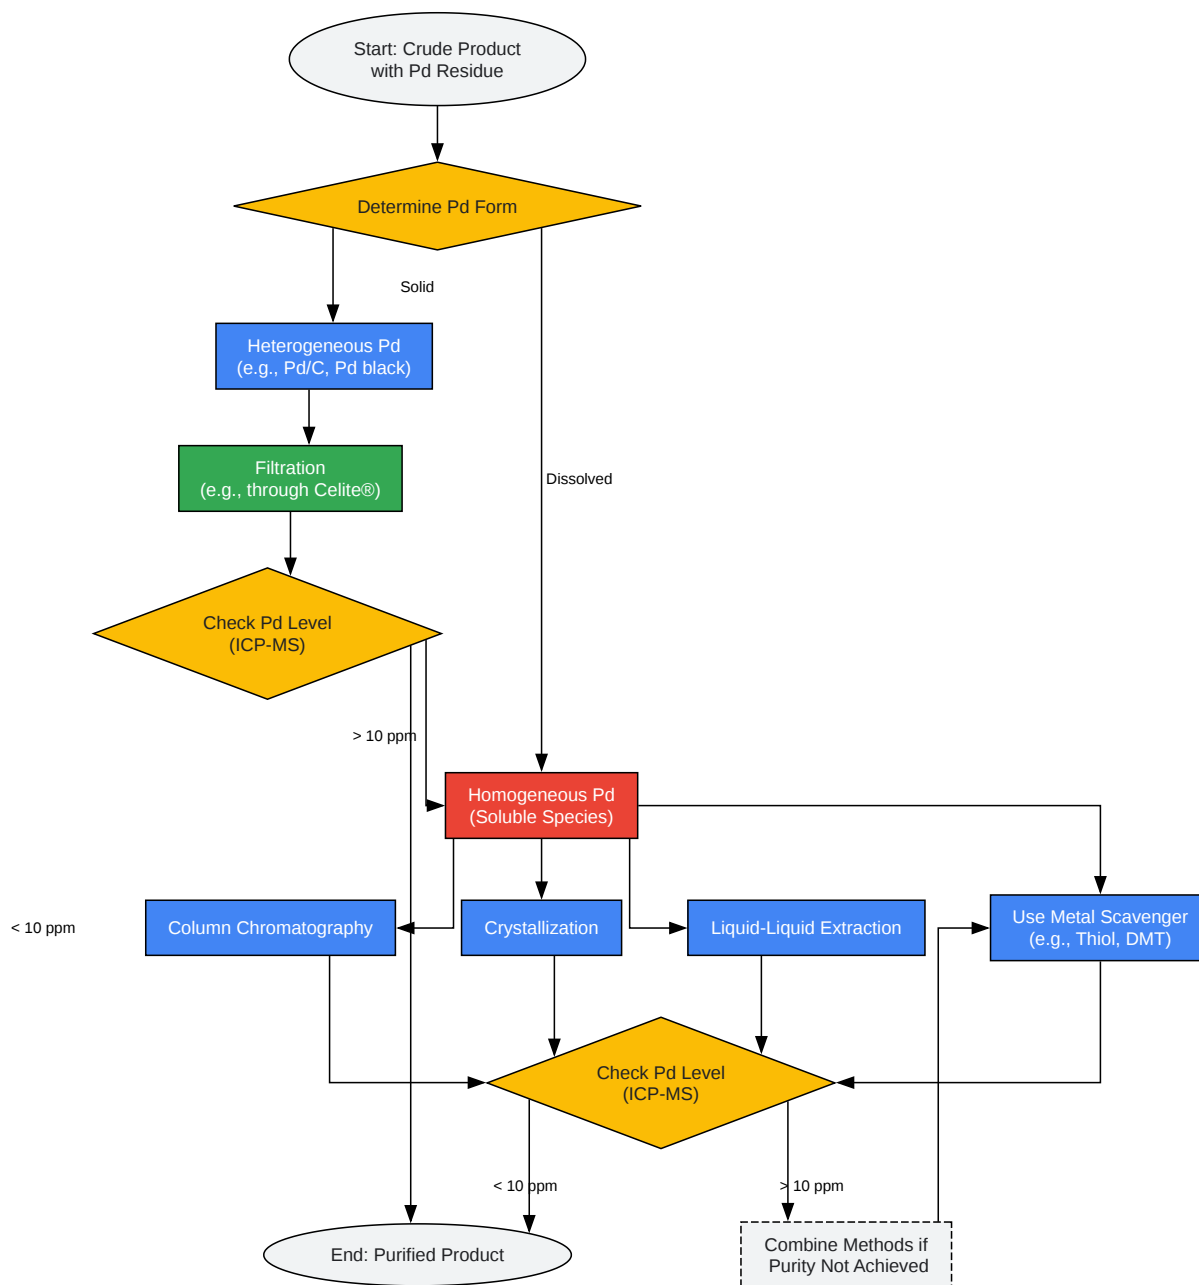 Start: Crude Product
with Pd Residue
Determine Pd Form
Solid
Heterogeneous Pd
(e.g., Pd/C, Pd black)
Filtration
(e.g., through Celite®)
Dissolved
Check Pd Level
(ICP-MS)
> 10 ppm
Homogeneous Pd
(Soluble Species)
< 10 ppm
Column Chromatography
Crystallization
Liquid-Liquid Extraction
Use Metal Scavenger
(e.g., Thiol, DMT)
Check Pd Level
(ICP-MS)
< 10 ppm
> 10 ppm
End: Purified Product
Combine Methods if
Purity Not Achieved